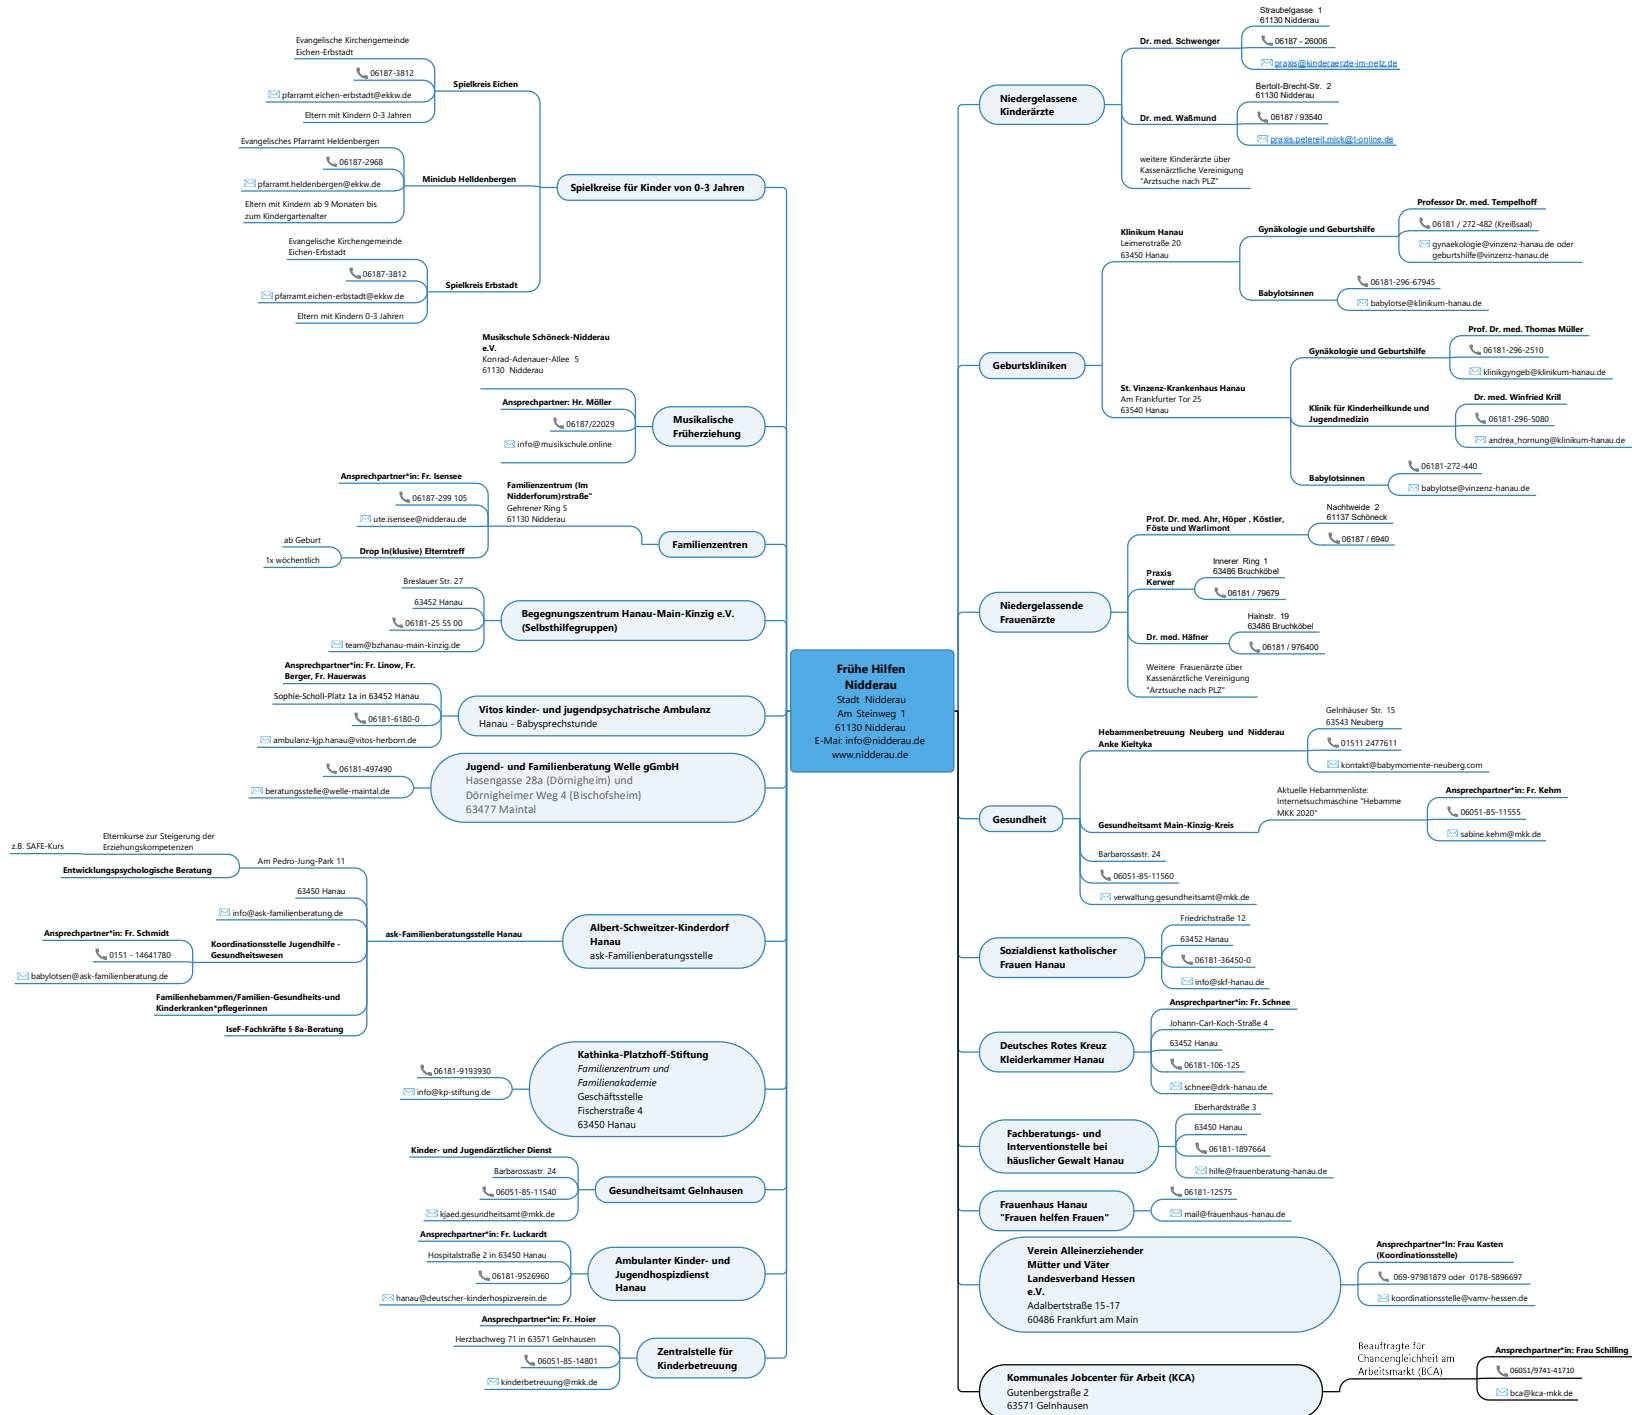 Frühe Hilfen
Nidderau
Stadt Nidderau
Am Steinweg 1
61130 Nidderau
E-Mai: info@nidderau.de
www.nidderau.de
Evangelische Kirchengemeinde
Eichen-Erbstadt
06187-3812
pfarramt.eichen-erbstadt@ekkw.de
Eltern mit Kindern 0-3 Jahren
Spielkreis Eichen
Evangelisches Pfarramt Heldenbergen
06187-2968
pfarramt.heldenbergen@ekkw.de
Eltern mit Kindern ab 9 Monaten bis
zum Kindergartenalter
Miniclub Helldenbergen
Evangelische Kirchengemeinde
Eichen-Erbstadt
06187-3812
pfarramt.eichen-erbstadt@ekkw.de
Eltern mit Kindern 0-3 Jahren
Spielkreis Erbstadt
Spielkreise für Kinder von 0-3 Jahren
Musikschule Schöneck-Nidderau
e.V.
Konrad-Adenauer-Allee 5
61130 Nidderau
Ansprechpartner: Hr. Möller
06187/22029
info@musikschule.online
Musikalische
Früherziehung
Ansprechpartner*in: Fr. Isensee
06187-299 105
ute.isensee@nidderau.de
ab Geburt
1x wöchentlich
Drop In(klusive) Elterntreff
Familienzentrum (Im
Nidderforum)rstraße"
Gehrener Ring 5
61130 Nidderau
Familienzentren
Breslauer Str. 27
63452 Hanau
06181-25 55 00
team@bzhanau-main-kinzig.de
Begegnungszentrum Hanau-Main-Kinzig e.V.
(Selbsthilfegruppen)
Ansprechpartner*in: Fr. Linow, Fr.
Berger, Fr. Hauerwas
Sophie-Scholl-Platz 1a in 63452 Hanau
06181-6180-0
ambulanz-kjp.hanau@vitos-herborn.de
Vitos kinder- und jugendpsychatrische Ambulanz
Hanau - Babysprechstunde
06181-497490
beratungsstelle@welle-maintal.de
Jugend- und Familienberatung Welle gGmbH
Hasengasse 28a (Dörnigheim) und
Dörnigheimer Weg 4 (Bischofsheim)
63477 Maintal
z.B. SAFE-Kurs
Elternkurse zur Steigerung der
Erziehungskompetenzen
Entwicklungspsychologische Beratung
Am Pedro-Jung-Park 11
63450 Hanau
info@ask-familienberatung.de
Ansprechpartner*in: Fr. Schmidt
0151 - 14641780
babylotsen@ask-familienberatung.de
Koordinationsstelle Jugendhilfe -
Gesundheitswesen
Familienhebammen/Familien-Gesundheits-und
Kinderkranken*pflegerinnen
IseF-Fachkräfte § 8a-Beratung
ask-Familienberatungsstelle Hanau
Albert-Schweitzer-Kinderdorf
Hanau
ask-Familienberatungsstelle
06181-9193930
info@kp-stiftung.de
Kathinka-Platzhoff-Stiftung
Familienzentrum und
Familienakademie
Geschäftsstelle
Fischerstraße 4
63450 Hanau
Kinder- und Jugendärztlicher Dienst
Barbarossastr. 24
06051-85-11540
kjaed.gesundheitsamt@mkk.de
Gesundheitsamt Gelnhausen
Ansprechpartner*in: Fr. Luckardt
Hospitalstraße 2 in 63450 Hanau
06181-9526960
hanau@deutscher-kinderhospizverein.de
Ambulanter Kinder- und
Jugendhospizdienst
Hanau
Ansprechpartner*in: Fr. Hoier
Herzbachweg 71 in 63571 Gelnhausen
06051-85-14801
kinderbetreuung@mkk.de
Zentralstelle für
Kinderbetreuung
Niedergelassene
Kinderärzte
Dr. med. Schwenger
Straubelgasse 1
61130 Nidderau
06187 - 26006
praxis@kinderaerzte-im-netz.de
Dr. med. Waßmund
Bertolt-Brecht-Str. 2
61130 Nidderau
06187 / 93540
praxis.petereit.mick@t-online.de
weitere Kinderärzte über
Kassenärztliche Vereinigung
"Arztsuche nach PLZ"
Geburtskliniken
Klinikum Hanau
Leimenstraße 20
63450 Hanau
Gynäkologie und Geburtshilfe
Professor Dr. med. Tempelhoff
06181 / 272-482 (Kreißsaal)
gynaekologie@vinzenz-hanau.de oder
geburtshilfe@vinzenz-hanau.de
Babylotsinnen
06181-296-67945
babylotse@klinikum-hanau.de
St. Vinzenz-Krankenhaus Hanau
Am Frankfurter Tor 25
63540 Hanau
Gynäkologie und Geburtshilfe
Prof. Dr. med. Thomas Müller
06181-296-2510
klinikgyngeb@klinikum-hanau.de
Klinik für Kinderheilkunde und
Jugendmedizin
Dr. med. Winfried Krill
06181-296-5080
andrea_hornung@klinikum-hanau.de
Babylotsinnen
06181-272-440
babylotse@vinzenz-hanau.de
Niedergelassende
Frauenärzte
Prof. Dr. med. Ahr, Höper , Köstler,
Föste und Warlimont
Nachtweide 2
61137 Schöneck
06187 / 6940
Praxis
Kerwer
Innerer Ring 1
63486 Bruchköbel
06181 / 79679
Dr. med. Häfner
Hainstr. 19
63486 Bruchköbel
06181 / 976400
Weitere Frauenärzte über
Kassenärztliche Vereinigung
"Arztsuche nach PLZ"
Gesundheit
Hebammenbetreuung Neuberg und Nidderau
Anke Kieltyka
Gelnhäuser Str. 15
63543 Neuberg
01511 2477611
kontakt@babymomente-neuberg.com
Gesundheitsamt Main-Kinzig-Kreis
Aktuelle Hebammenliste:
Internetsuchmaschine "Hebamme
MKK 2020"
Ansprechpartner*in: Fr. Kehm
06051-85-11555
sabine.kehm@mkk.de
Barbarossastr. 24
06051-85-11560
verwaltung.gesundheitsamt@mkk.de
Sozialdienst katholischer
Frauen Hanau
Friedrichstraße 12
63452 Hanau
06181-36450-0
info@skf-hanau.de
Deutsches Rotes Kreuz
Kleiderkammer Hanau
Ansprechpartner*in: Fr. Schnee
Johann-Carl-Koch-Straße 4
63452 Hanau
06181-106-125
schnee@drk-hanau.de
Fachberatungs- und
Interventionstelle bei
häuslicher Gewalt Hanau
Eberhardstraße 3
63450 Hanau
06181-1897664
hilfe@frauenberatung-hanau.de
Frauenhaus Hanau
"Frauen helfen Frauen"
06181-12575
mail@frauenhaus-hanau.de
Verein Alleinerziehender
Mütter und Väter
Landesverband Hessen
e.V.
Adalbertstraße 15-17
60486 Frankfurt am Main
Ansprechpartner*In: Frau Kasten
(Koordinationsstelle)
069-97981879 oder 0178-5896697
koordinationsstelle@vamv-hessen.de
Kommunales Jobcenter für Arbeit (KCA)
Gutenbergstraße 2
63571 Gelnhausen
Beauftragte für
Chancengleichheit am
Arbeitsmarkt (BCA)
Ansprechpartner*in: Frau Schilling
06051/9741-41710
bca@kca-mkk.de